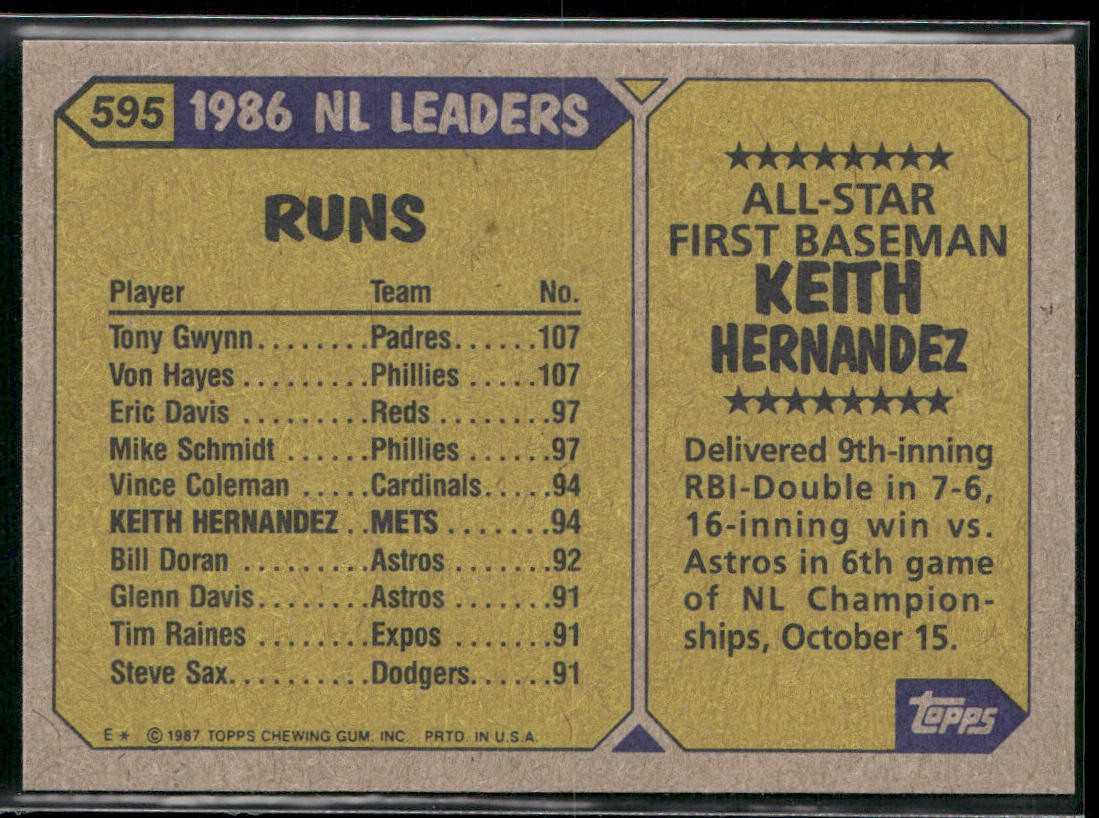 595 1986 NL LEADERS
RUNS
Player Team No.
Tony Gwynn........Padres......107
Von Hayes .........Phillies .....107
Eric Davis .........Reds .......97
Mike Schmidt ......Phillies .....97
Vince Coleman .....Cardinals.....94
KEITH HERNANDEZ ..METS .......94
Bill Doran ..........Astros .......92
Glenn Davis........Astros .......91
Tim Raines ........Expos .......91
Steve Sax..........Dodgers......91
E* © 1987 TOPPS CHEWING GUM, INC. PRTD. IN U.S.A.
★★★★★★★★
ALL-STAR
FIRST BASEMAN
KEITH
HERNANDEZ
★★★★★★★★
Delivered 9th-inning
RBI-Double in 7-6,
16-inning win vs.
Astros in 6th game
of NL Champion-
ships, October 15.
topps